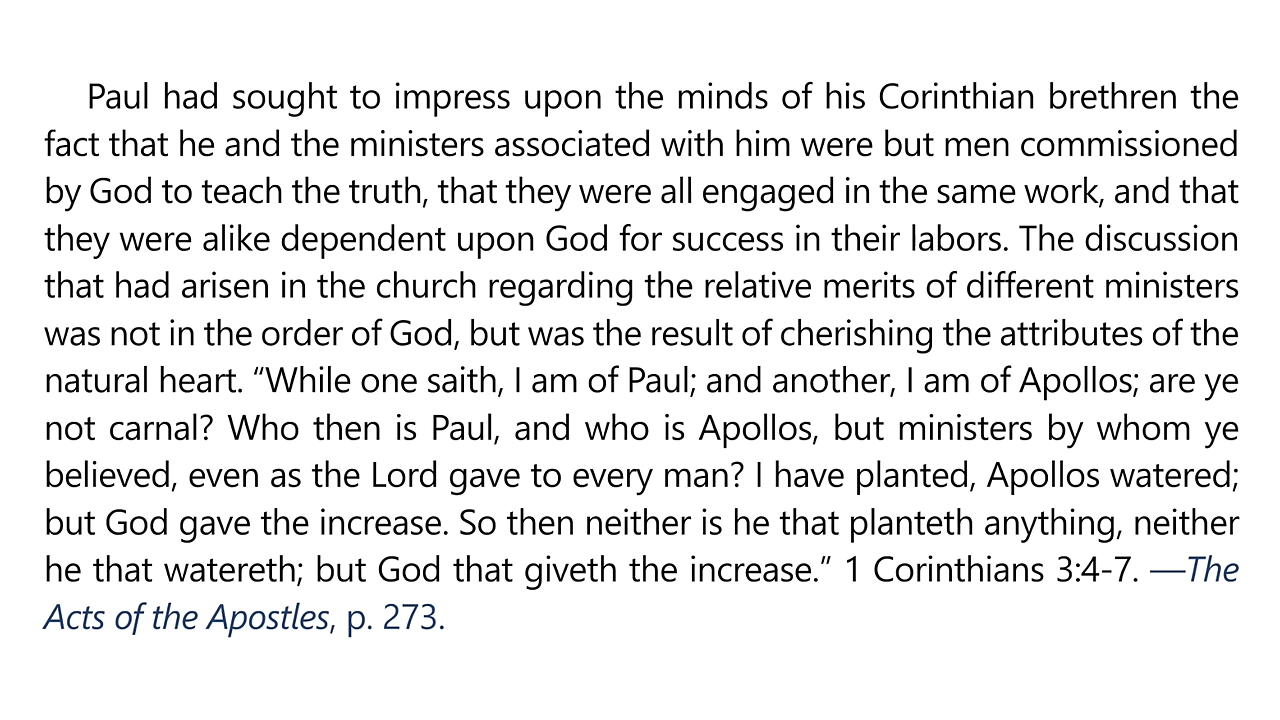 Paul had sought to impress upon the minds of his Corinthian brethren the
fact that he and the ministers associated with him were but men commissioned
by God to teach the truth, that they were all engaged in the same work, and that
they were alike dependent upon God for success in their labors. The discussion
that had arisen in the church regarding the relative merits of different ministers
was not in the order of God, but was the result of cherishing the attributes of the
natural heart. “While one saith, I am of Paul; and another, I am of Apollos; are ye
not carnal? Who then is Paul, and who is Apollos, but ministers by whom ye
believed, even as the Lord gave to every man? I have planted, Apollos watered;
but God gave the increase. So then neither is he that planteth anything, neither
he that watereth; but God that giveth the increase.” 1 Corinthians 3:4-7. —The
Acts of the Apostles, p. 273.